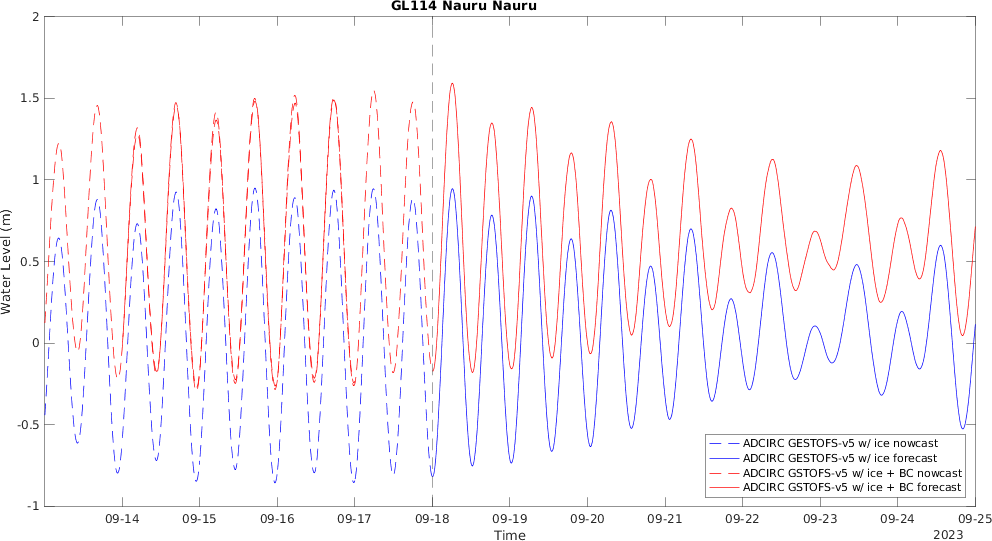 GL114 Nauru Nauru
2
1.5
1
0.5
0
-0.5
-1
Water Level (m)
ADCIRC GESTOFS-v5 w/ ice nowcast
ADCIRC GESTOFS-v5 w/ ice forecast
ADCIRC GSTOFS-v5 w/ ice + BC nowcast
ADCIRC GSTOFS-v5 w/ ice + BC forecast
09-14 09-15 09-16 09-17 09-18 09-19 09-20 09-21 09-22 09-23 09-24 09-25
Time
2023